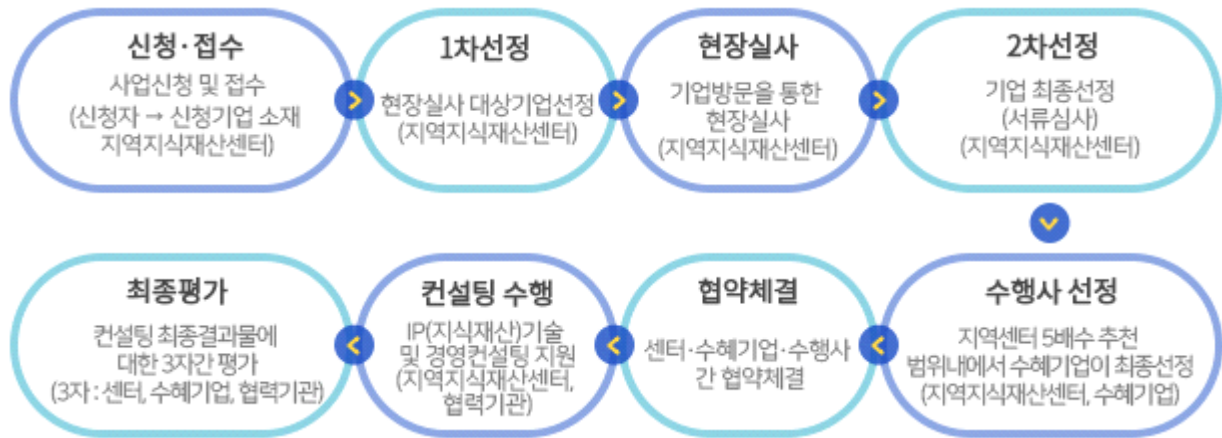 신청·접수
사업신청 및 접수
(신청자 → 신청기업 소재
지역지식재산센터)
1차선정
현장실사 대상기업선정
(지역지식재산센터)
현장실사
기업방문을 통한
현장실사
(지역지식재산센터)
2차선정
기업 최종선정
(서류심사)
(지역지식재산센터)
수행사 선정
지역센터 5배수 추천
범위내에서 수혜기업이 최종선정
(지역지식재산센터, 수혜기업)
협약체결
센터·수혜기업·수행사
간 협약체결
컨설팅 수행
IP(지식재산)기술
및 경영컨설팅 지원
(지역지식재산센터,
협력기관)
최종평가
컨설팅 최종결과물에
대한 3자간 평가
(3자 : 센터, 수혜기업, 협력기관)